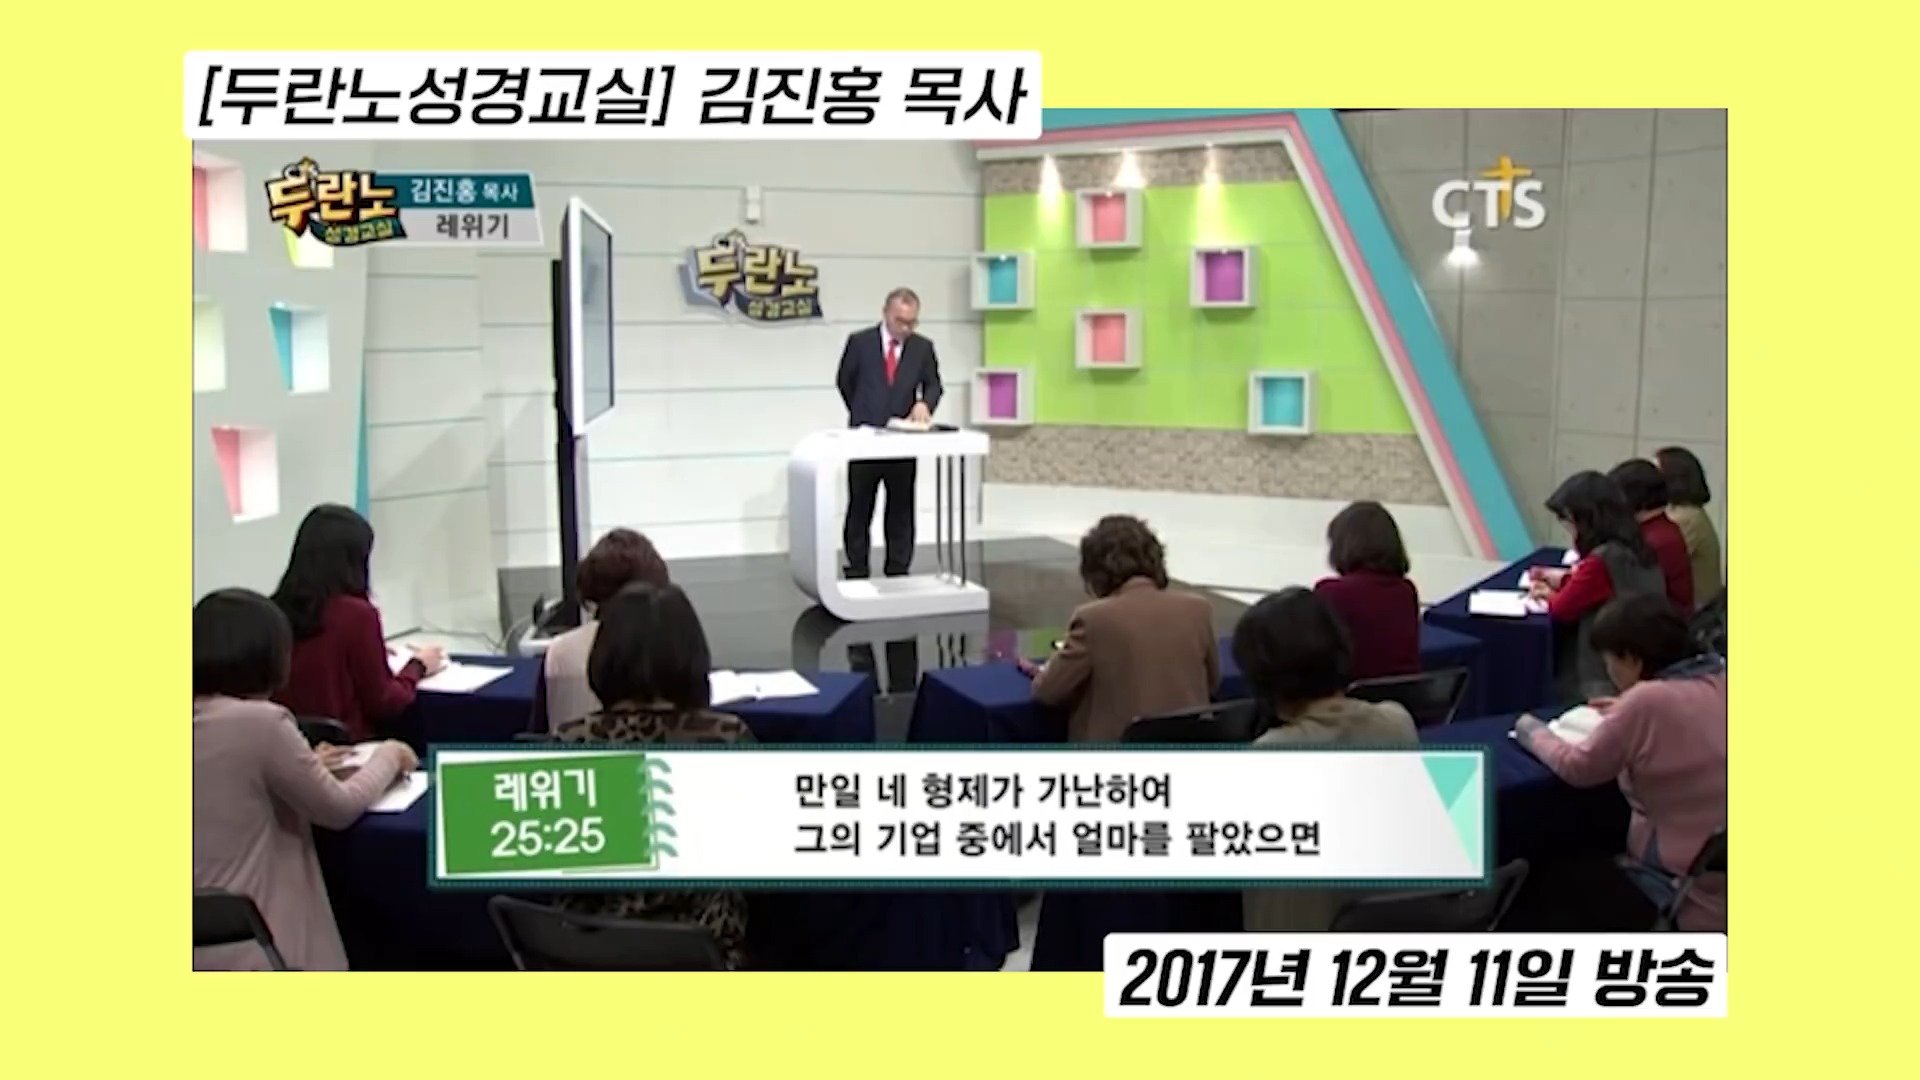 [두란노성경교실] 김진홍 목사
두란노
성경교실
김진홍 목사
레위기
CTS
두란노
성경교실
레위기
25:25
만일 네 형제가 가난하여
그의 기업 중에서 얼마를 팔았으면
2017년 12월 11일 방송